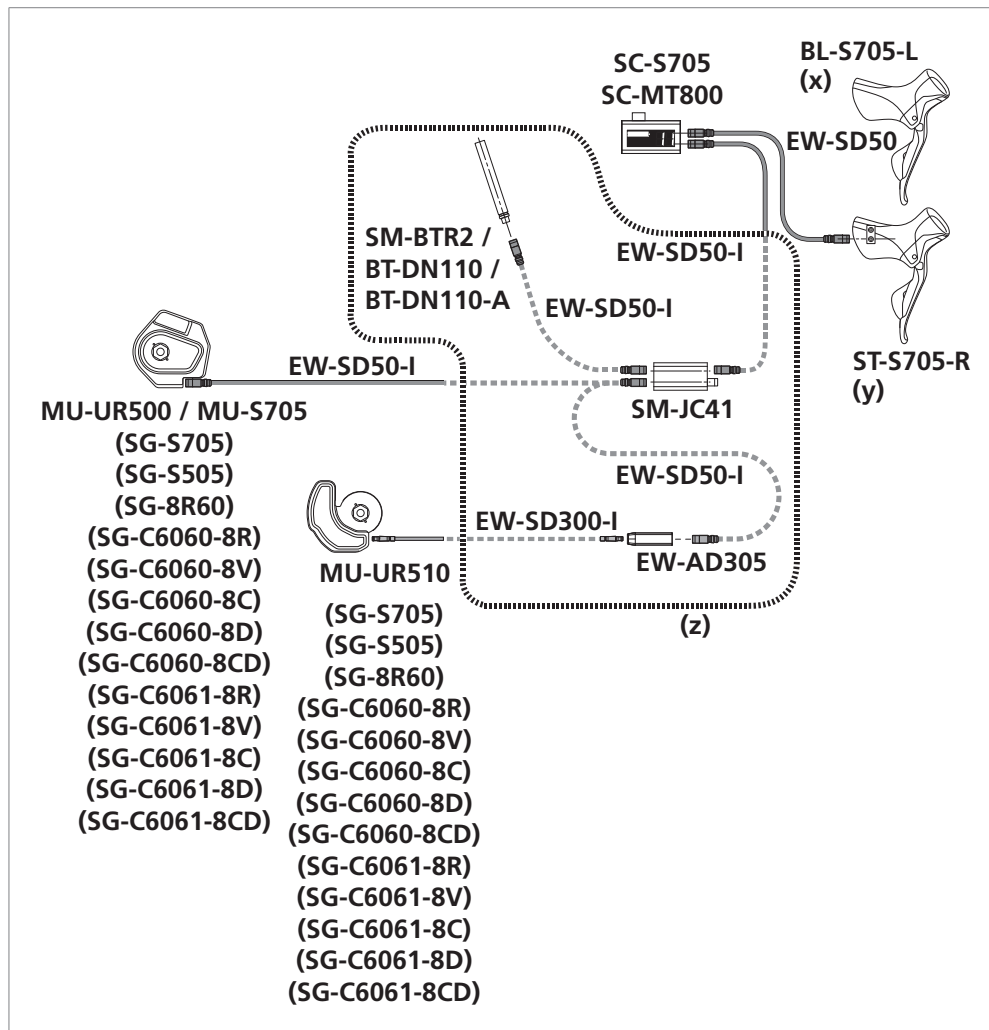 SC-S705
SC-MT800
BL-S705-L
(x)
EW-SD50
SM-BTR2 /
BT-DN110 /
BT-DN110-A
EW-SD50-I
EW-SD50-I
EW-SD50-I
ST-S705-R
(y)
SM-JC41
MU-UR500 / MU-S705
(SG-S705)
(SG-S505)
(SG-8R60)
(SG-C6060-8R)
(SG-C6060-8V)
(SG-C6060-8C)
(SG-C6060-8D)
(SG-C6060-8CD)
(SG-C6061-8R)
(SG-C6061-8V)
(SG-C6061-8C)
(SG-C6061-8D)
(SG-C6061-8CD)
EW-SD50-I
EW-SD300-I
EW-AD305
MU-UR510
(z)
(SG-S705)
(SG-S505)
(SG-8R60)
(SG-C6060-8R)
(SG-C6060-8V)
(SG-C6060-8C)
(SG-C6060-8D)
(SG-C6060-8CD)
(SG-C6061-8R)
(SG-C6061-8V)
(SG-C6061-8C)
(SG-C6061-8D)
(SG-C6061-8CD)